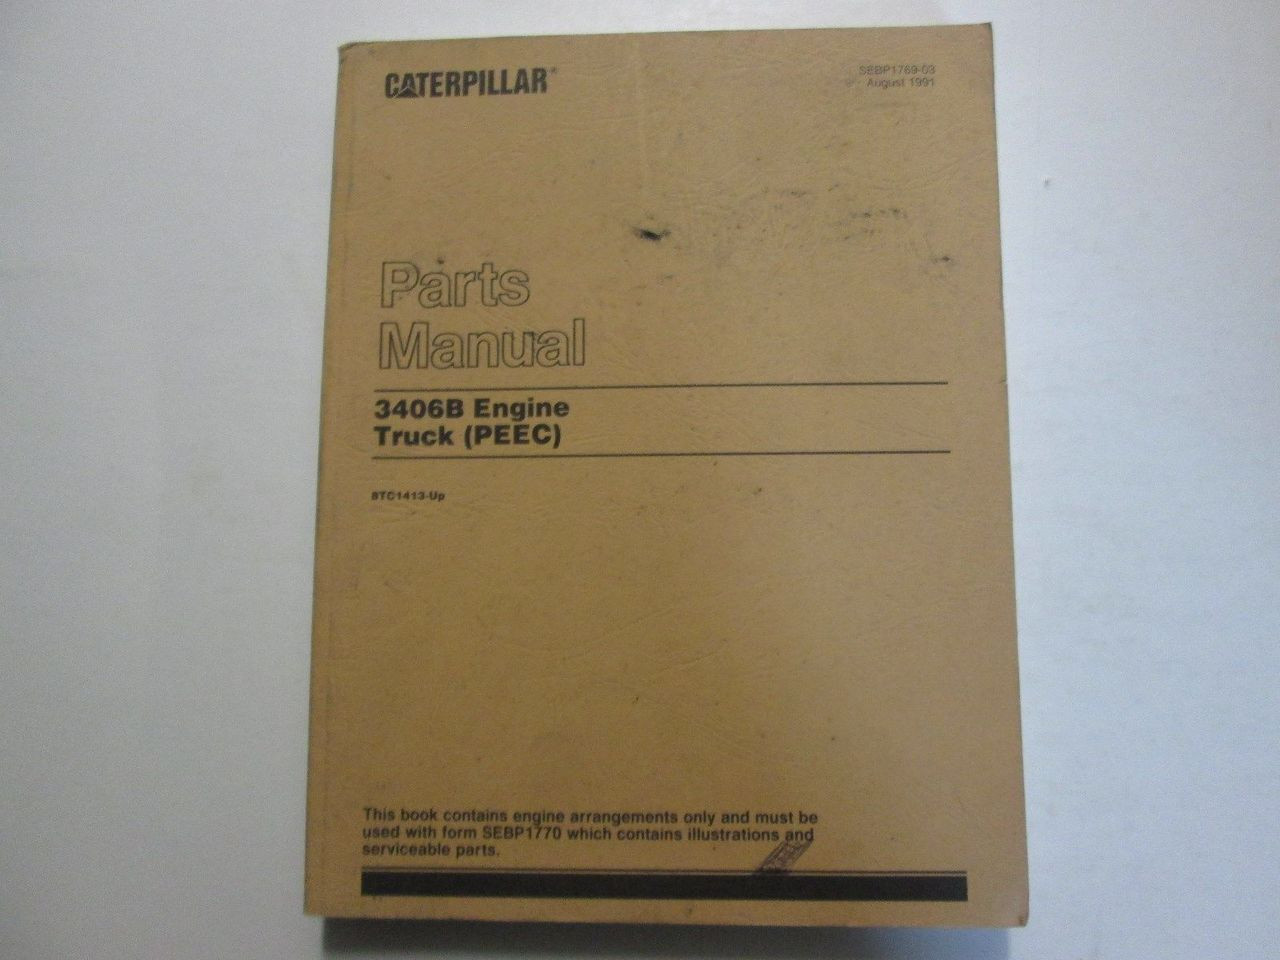 CATERPILLAR®
SEBP1769-03
August 1991
Parts
Manual
3406B Engine
Truck (PEEC)
8TC1413-Up
This book contains engine arrangements only and must be
used with form SEBP1770 which contains illustrations and
serviceable parts.